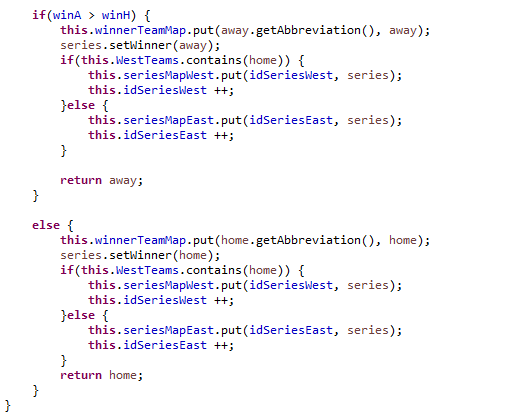 if(winA > winH) {
this.winnerTeamMap.put(away.getAbbreviation(), away);
series.setWinner(away);
if(this.WestTeams.contains(home)) {
this.seriesMapWest.put(idSeriesWest, series);
this.idSeriesWest ++;
}else {
this.seriesMapEast.put(idSeriesEast, series);
this.idSeriesEast ++;
}
return away;
}
else {
this.winnerTeamMap.put(home.getAbbreviation(), home);
series.setWinner(home);
if(this.WestTeams.contains(home)) {
this.seriesMapWest.put(idSeriesWest, series);
this.idSeriesWest ++;
}else {
this.seriesMapEast.put(idSeriesEast, series);
this.idSeriesEast ++;
}
return home;
}
}